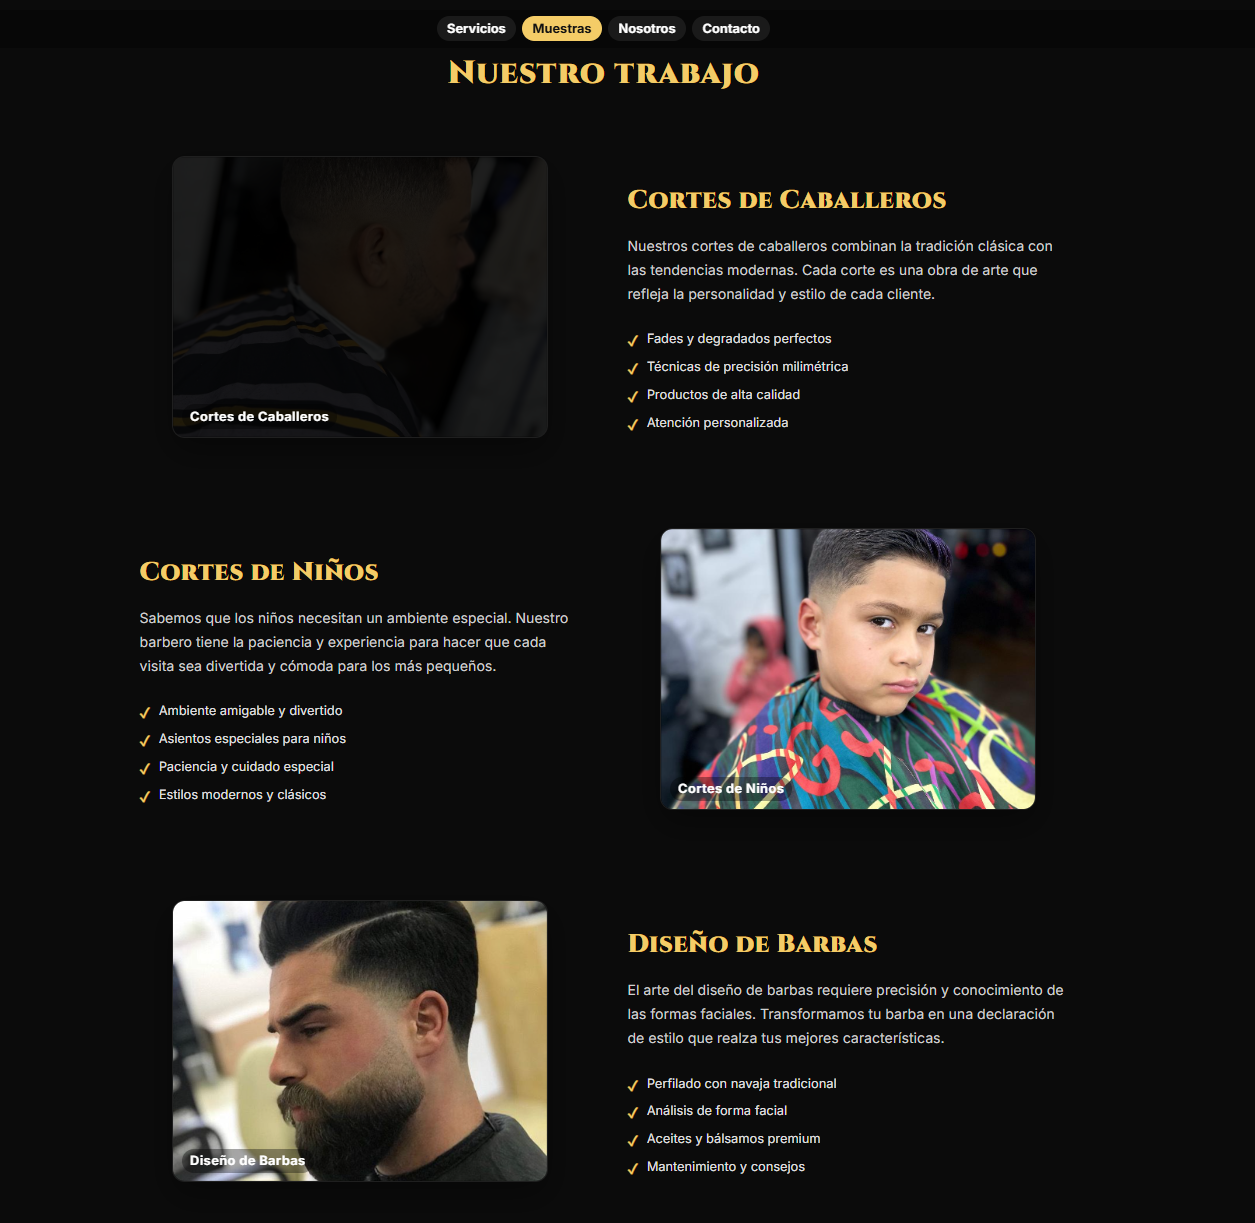 Servicios Muestras Nosotros Contacto
Nuestro trabajo
Cortes de Caballeros
Cortes de Caballeros
Nuestros cortes de caballeros combinan la tradición clásica con
las tendencias modernas. Cada corte es una obra de arte que
refleja la personalidad y estilo de cada cliente.
✓ Fades y degradados perfectos
✓ Técnicas de precisión milimétrica
✓ Productos de alta calidad
✓ Atención personalizada
Cortes de Niños
Sabemos que los niños necesitan un ambiente especial. Nuestro
barbero tiene la paciencia y experiencia para hacer que cada
visita sea divertida y cómoda para los más pequeños.
✓ Ambiente amigable y divertido
✓ Asientos especiales para niños
✓ Paciencia y cuidado especial
✓ Estilos modernos y clásicos
Cortes de Niños
Diseño de Barbas
Diseño de Barbas
El arte del diseño de barbas requiere precisión y conocimiento de
las formas faciales. Transformamos tu barba en una declaración
de estilo que realza tus mejores características.
✓ Perfilado con navaja tradicional
✓ Análisis de forma facial
✓ Aceites y bálsamos premium
✓ Mantenimiento y consejos